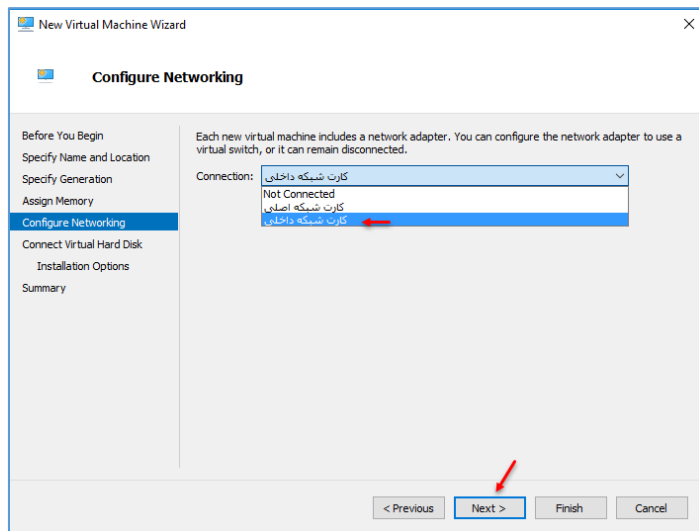 New Virtual Machine Wizard
Configure Networking
Before You Begin
Specify Name and Location
Specify Generation
Assign Memory
Configure Networking
Connect Virtual Hard Disk
Installation Options
Summary
Each new virtual machine includes a network adapter. You can configure the network adapter to use a
virtual switch, or it can remain disconnected.
Connection: کارت شبکه داخلی
Not Connected
کارت شبکه اصلی
کارت شبکه داخلی
< Previous Next > Finish Cancel